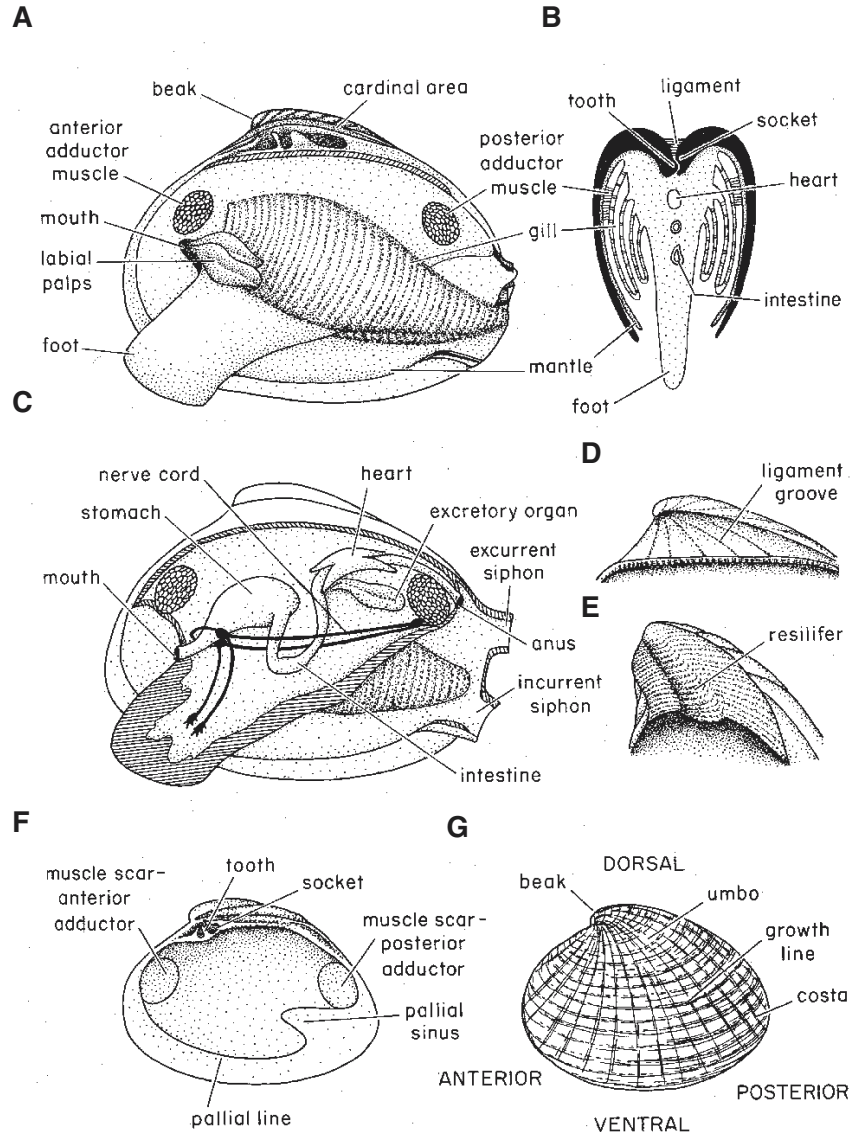 A
beak
cardinal area
anterior
adductor
muscle
mouth
labial
palps
foot
posterior
adductor
muscle
gill
mantle
B
ligament
tooth
socket
heart
intestine
foot
C
nerve cord
stomach
mouth
heart
excretory organ
excurrent
siphon
anus
incurrent
siphon
intestine
D
ligament
groove
E
resilifer
F
muscle scar-
anterior
adductor
tooth
socket
muscle scar-
posterior
adductor
pallial
sinus
pallial line
G
DORSAL
beak
umbo
growth
line
costa
ANTERIOR
POSTERIOR
VENTRAL